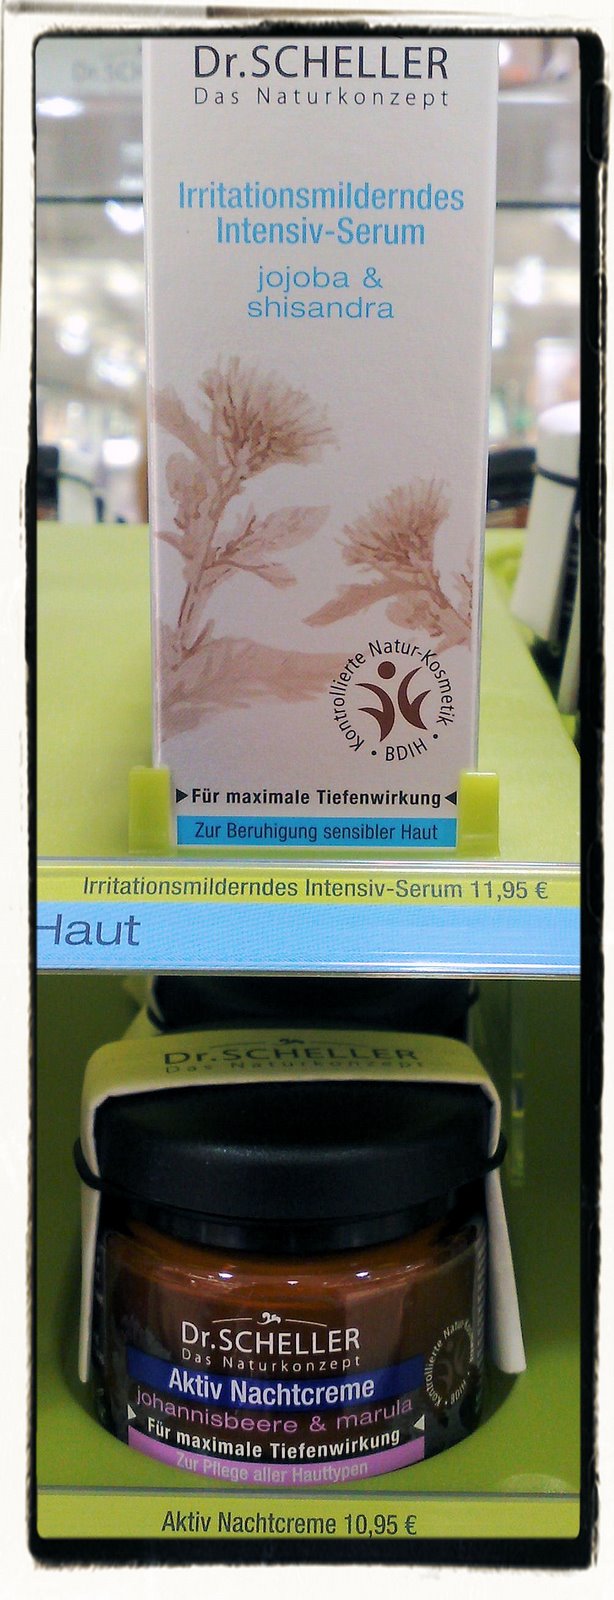 Dr.SCHELLER
Das Naturkonzept
Irritationsmilderndes
Intensiv-Serum
jojoba &
shisandra
Kontrollierte Natur-Kosmetik
• BDIH •
Für maximale Tiefenwirkung
Zur Beruhigung sensibler Haut
Irritationsmilderndes Intensiv-Serum 11,95 €
Haut
Dr.SCHELLER
Das Naturkonzept
Dr.SCHELLER
Das Naturkonzept
Aktiv Nachtcreme
johannisbeere & marula
Für maximale Tiefenwirkung
Zur Pflege aller Hauttypen
Kontrollierte
Aktiv Nachtcreme 10,95 €